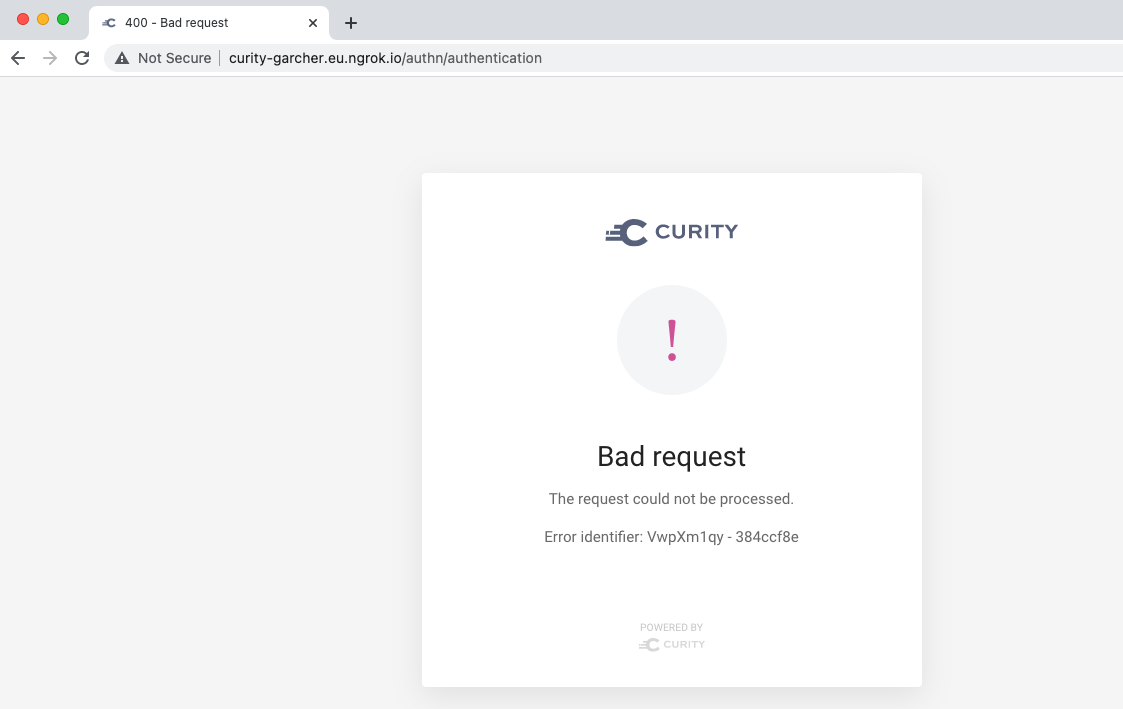 400 - Bad request
Not Secure curity-garcher.eu.ngrok.io/authn/authentication
CURITY
!
Bad request
The request could not be processed.
Error identifier: VwpXm1qy - 384ccf8e
POWERED BY
CURITY